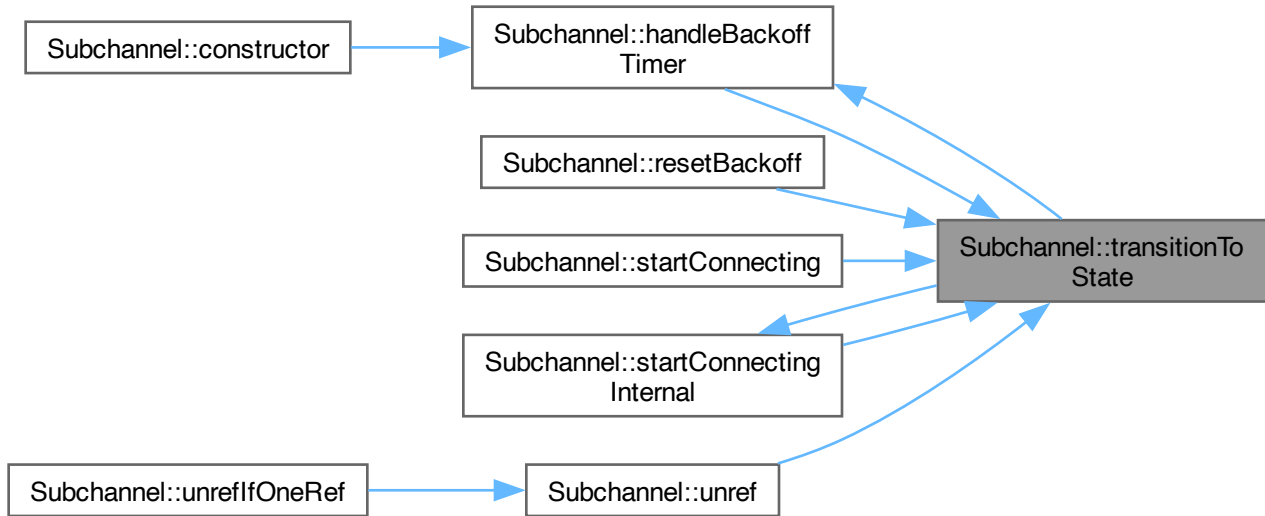 Subchannel::constructor
Subchannel::handleBackoff
Timer
Subchannel::resetBackoff
Subchannel::startConnecting
Subchannel::transitionTo
State
Subchannel::startConnecting
Internal
Subchannel::unrefIfOneRef
Subchannel::unref